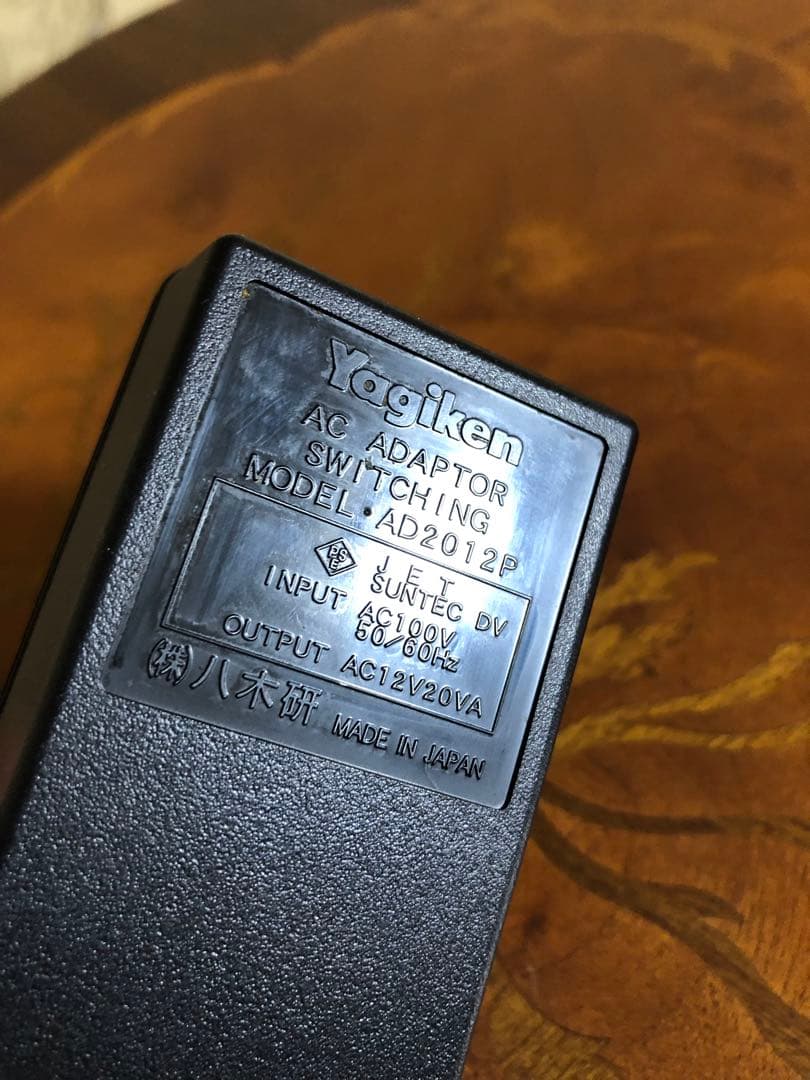 Yagiken
AC ADAPTOR
SWITCHING
MODEL AD2012P
PSE JET
SUNTEC DV
INPUT AC100V
50/60Hz
OUTPUT AC12V20VA
㈱八木研 MADE IN JAPAN